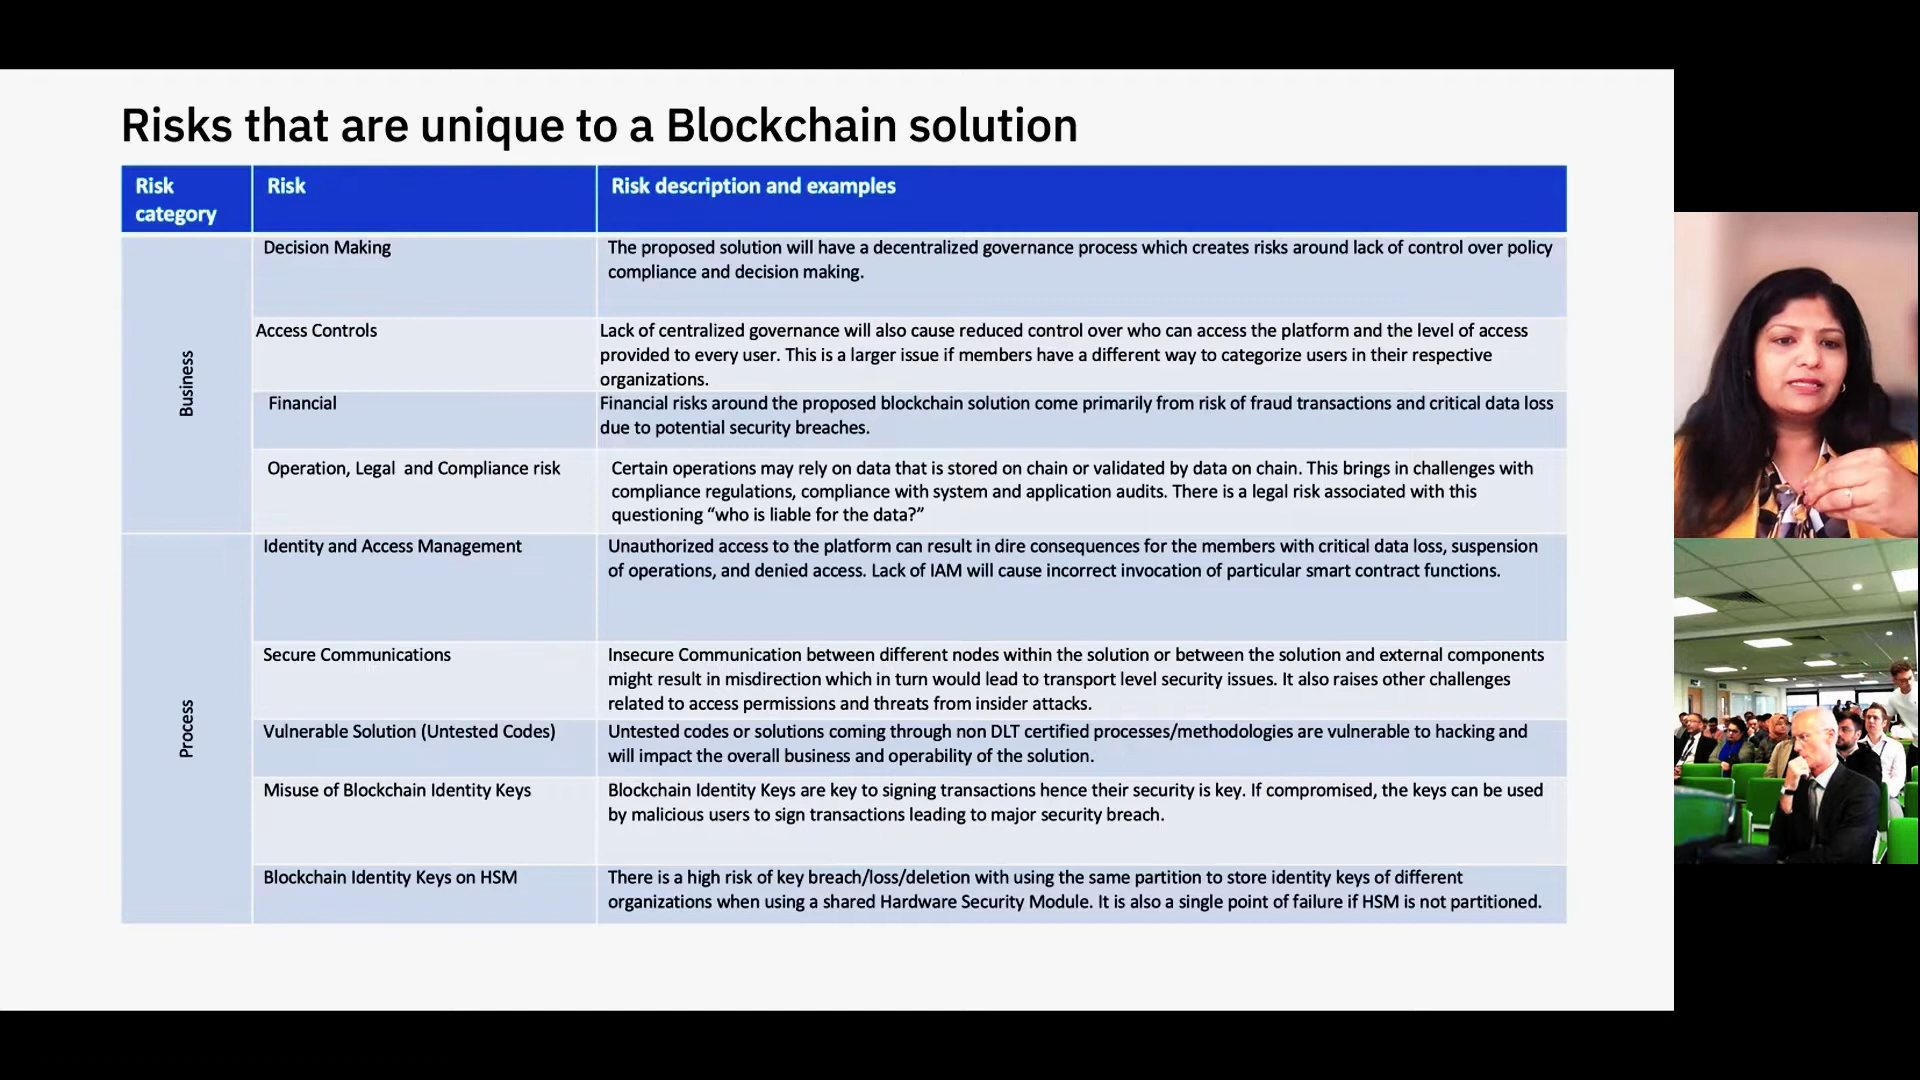 Risks that are unique to a Blockchain solution
Risk
category
Risk
Risk description and examples
Business
Decision Making
The proposed solution will have a decentralized governance process which creates risks around lack of control over policy
compliance and decision making.
Access Controls
Lack of centralized governance will also cause reduced control over who can access the platform and the level of access
provided to every user. This is a larger issue if members have a different way to categorize users in their respective
organizations.
Financial
Financial risks around the proposed blockchain solution come primarily from risk of fraud transactions and critical data loss
due to potential security breaches.
Operation, Legal and Compliance risk
Certain operations may rely on data that is stored on chain or validated by data on chain. This brings in challenges with
compliance regulations, compliance with system and application audits. There is a legal risk associated with this
questioning “who is liable for the data?”
Process
Identity and Access Management
Unauthorized access to the platform can result in dire consequences for the members with critical data loss, suspension
of operations, and denied access. Lack of IAM will cause incorrect invocation of particular smart contract functions.
Secure Communications
Insecure Communication between different nodes within the solution or between the solution and external components
might result in misdirection which in turn would lead to transport level security issues. It also raises other challenges
related to access permissions and threats from insider attacks.
Vulnerable Solution (Untested Codes)
Untested codes or solutions coming through non DLT certified processes/methodologies are vulnerable to hacking and
will impact the overall business and operability of the solution.
Misuse of Blockchain Identity Keys
Blockchain Identity Keys are key to signing transactions hence their security is key. If compromised, the keys can be used
by malicious users to sign transactions leading to major security breach.
Blockchain Identity Keys on HSM
There is a high risk of key breach/loss/deletion with using the same partition to store identity keys of different
organizations when using a shared Hardware Security Module. It is also a single point of failure if HSM is not partitioned.